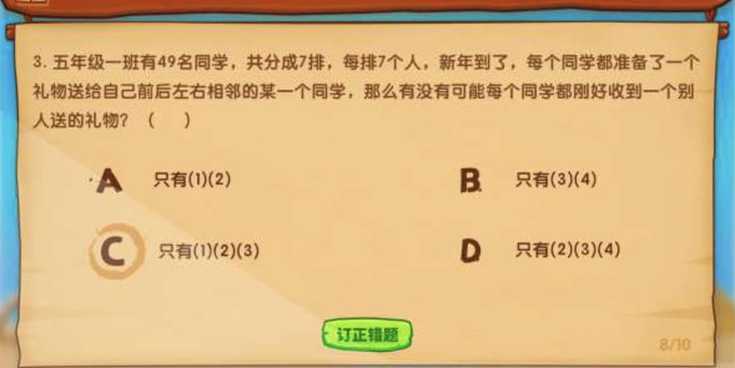 3. 五年级一班有49名同学，共分成7排，每排7个人，新年到了，每个同学都准备了一个
礼物送给自己前后左右相邻的某一个同学，那么有没有可能每个同学都刚好收到一个别
人送的礼物？（ ）
A 只有(1)(2)
B 只有(3)(4)
C 只有(1)(2)(3)
D 只有(2)(3)(4)
订正错题
8/10